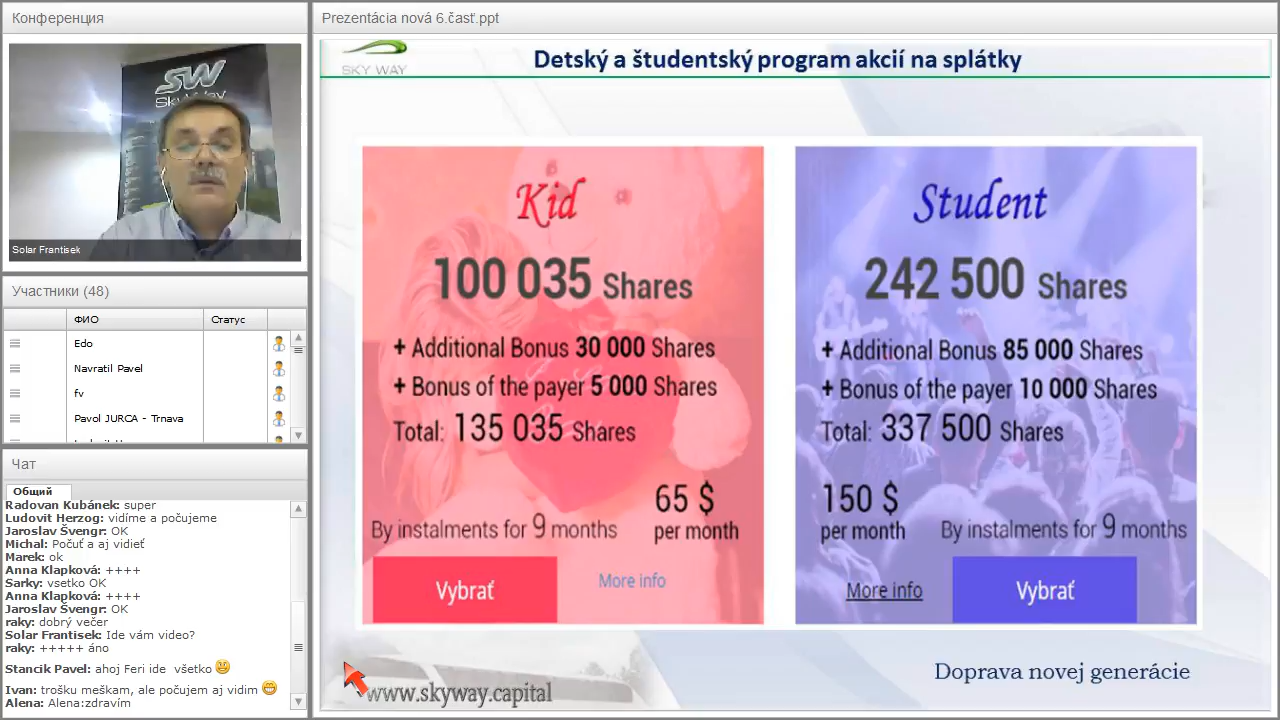 Конференция
SW
SkyWay
Solar Frantisek
Участники (48)
ФИО
Статус
Edo
Navratil Pavel
fv
Pavol JURCA - Trnava
Чат
Общий
Radovan Kubánek: super
Ludovit Herzog: vidíme a počujeme
Jaroslav Švengr: OK
Michal: Počuť a aj vidieť
Marek: ok
Anna Klapková: ++++
Sarky: vsetko OK
Anna Klapková: ++++
Jaroslav Švengr: OK
raky: dobrý večer
Solar Frantisek: Ide vám video?
raky: +++++ áno
Stancik Pavel: ahoj Feri ide všetko
Ivan: trošku meškam, ale počujem aj vidim
Alena: Alena:zdravím
Prezentácia nová 6.časť.ppt
SKY WAY
Detský a študentský program akcií na splátky
Kid
100 035 Shares
+ Additional Bonus 30 000 Shares
+ Bonus of the payer 5 000 Shares
Total: 135 035 Shares
65 $
By instalments for 9 months
per month
Vybrať
More info
Student
242 500 Shares
+ Additional Bonus 85 000 Shares
+ Bonus of the payer 10 000 Shares
Total: 337 500 Shares
150 $
per month
By instalments for 9 months
More info
Vybrať
www.skyway.capital
Doprava novej generácie